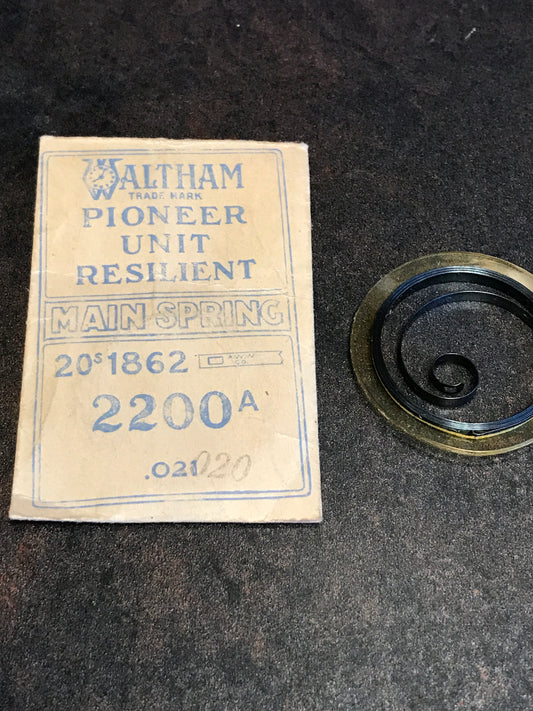 WALTHAM
TRADE MARK
PIONEER
UNIT
RESILIENT
MAIN-SPRING
20s 1862
2200A
.021 020